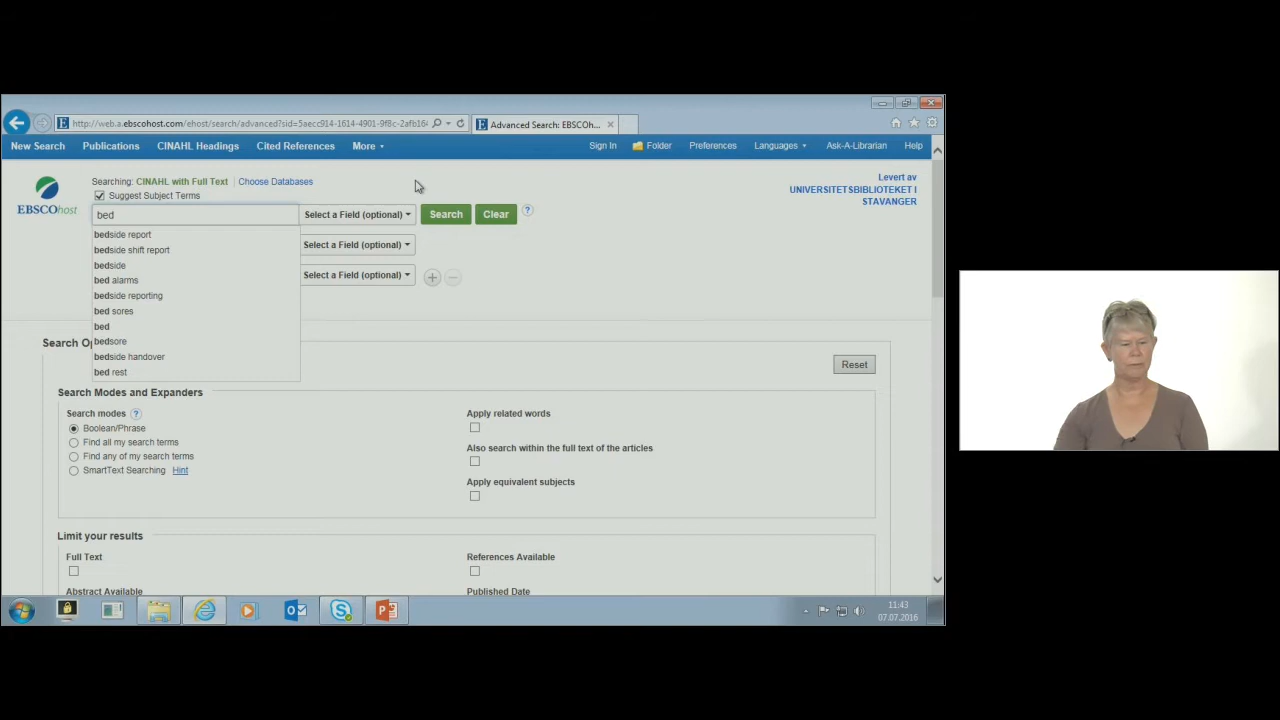 http://web.a.ebscohost.com/ehost/search/advanced?sid=5aecc914-1614-4901-9f8c-2afb16
Advanced Search: EBSCOh...
New Search Publications CINAHL Headings Cited References More Sign In Folder Preferences Languages Ask-A-Librarian Help
Searching: CINAHL with Full Text | Choose Databases
Suggest Subject Terms
Levert av
UNIVERSITETSBIBLIOTEKET I
STAVANGER
EBSCOhost
bed Select a Field (optional) Search Clear ?
bedside report
bedside shift report Select a Field (optional)
bedside
bed alarms Select a Field (optional)
bedside reporting
bed sores
bed
bedsore
bedside handover
bed rest
Search Op
Reset
Search Modes and Expanders
Search modes ?
Boolean/Phrase
Find all my search terms
Find any of my search terms
SmartText Searching Hint
Apply related words
Also search within the full text of the articles
Apply equivalent subjects
Limit your results
Full Text
References Available
Abstract Available
Published Date
11:43
07.07.2016